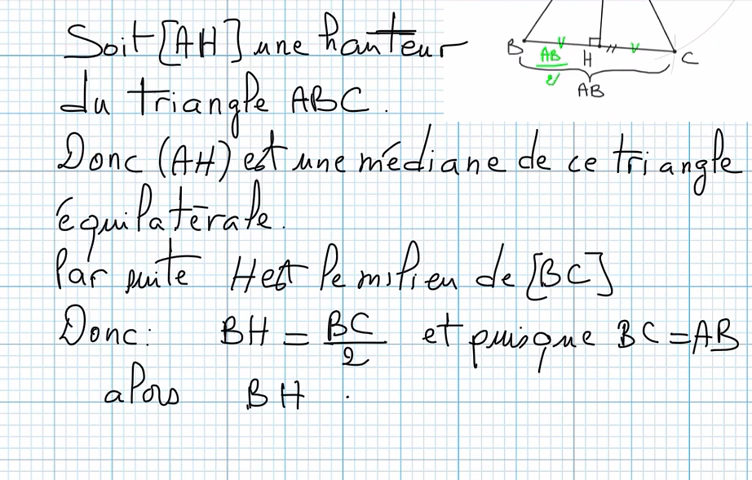 Soit [AH] une hauteur
du triangle ABC.
Donc (AH) est une médiane de ce triangle
équilatérale.
Par suite H est le milieu de [BC]
Donc: BH = BC/2 et puisque BC = AB
alors BH
B AB/2 H C
AB